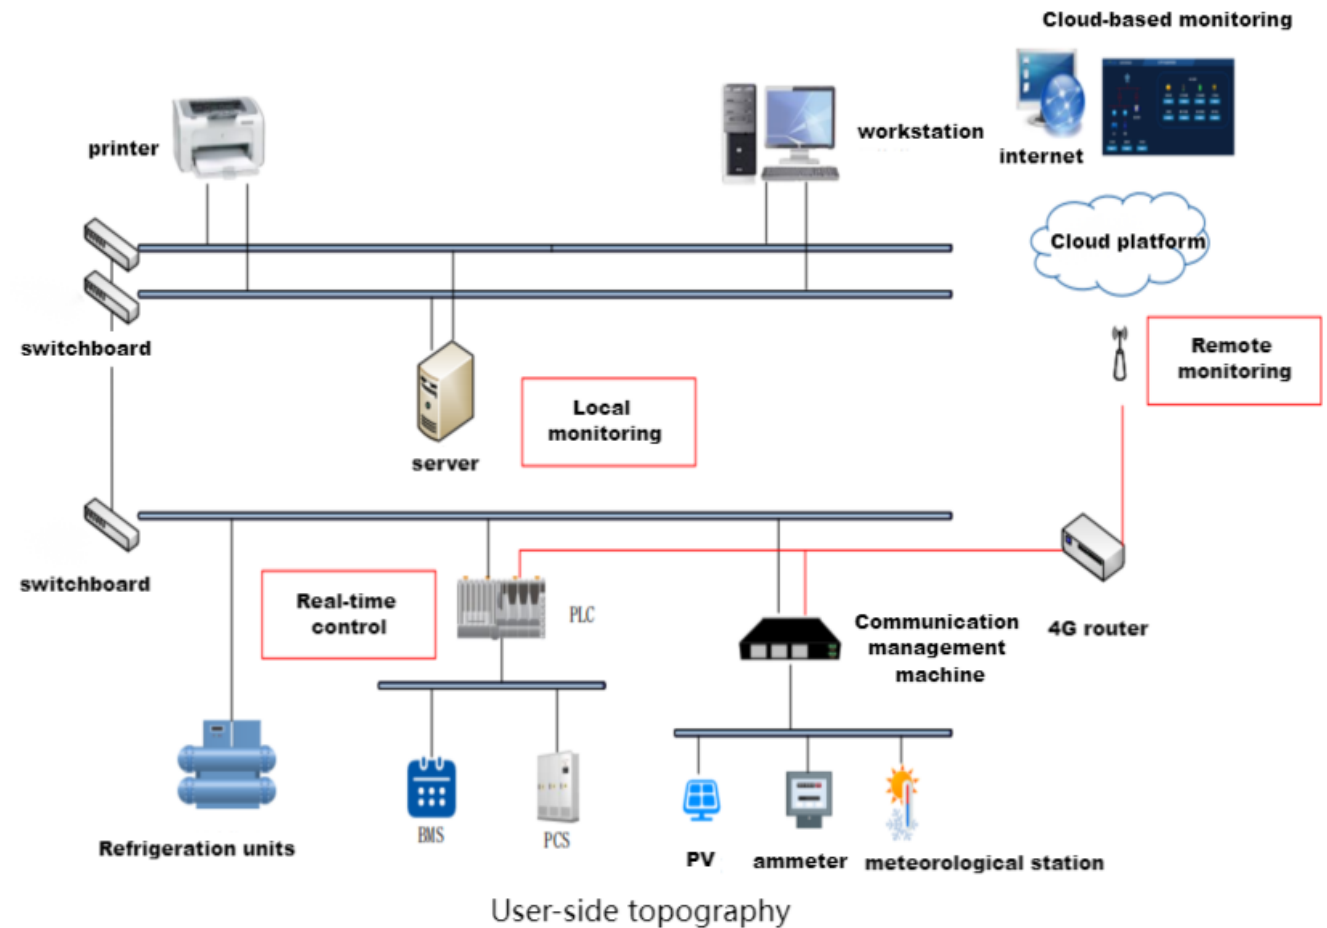 Cloud-based monitoring
printer
workstation
internet
Cloud platform
switchboard
Remote
monitoring
Local
monitoring
server
switchboard
Real-time
control
PLC
Communication
management
machine
4G router
BMS
PCS
Refrigeration units
PV
ammeter
meteorological station
User-side topography